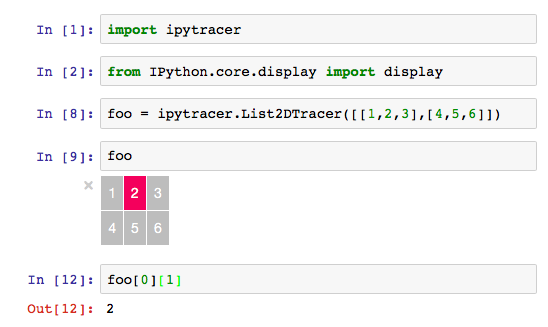 In [1]: import ipytracer
In [2]: from IPython.core.display import display
In [8]: foo = ipytracer.List2DTracer([[1,2,3],[4,5,6]])
In [9]: foo
×
1 2 3
4 5 6
In [12]: foo[0][1]
Out[12]: 2